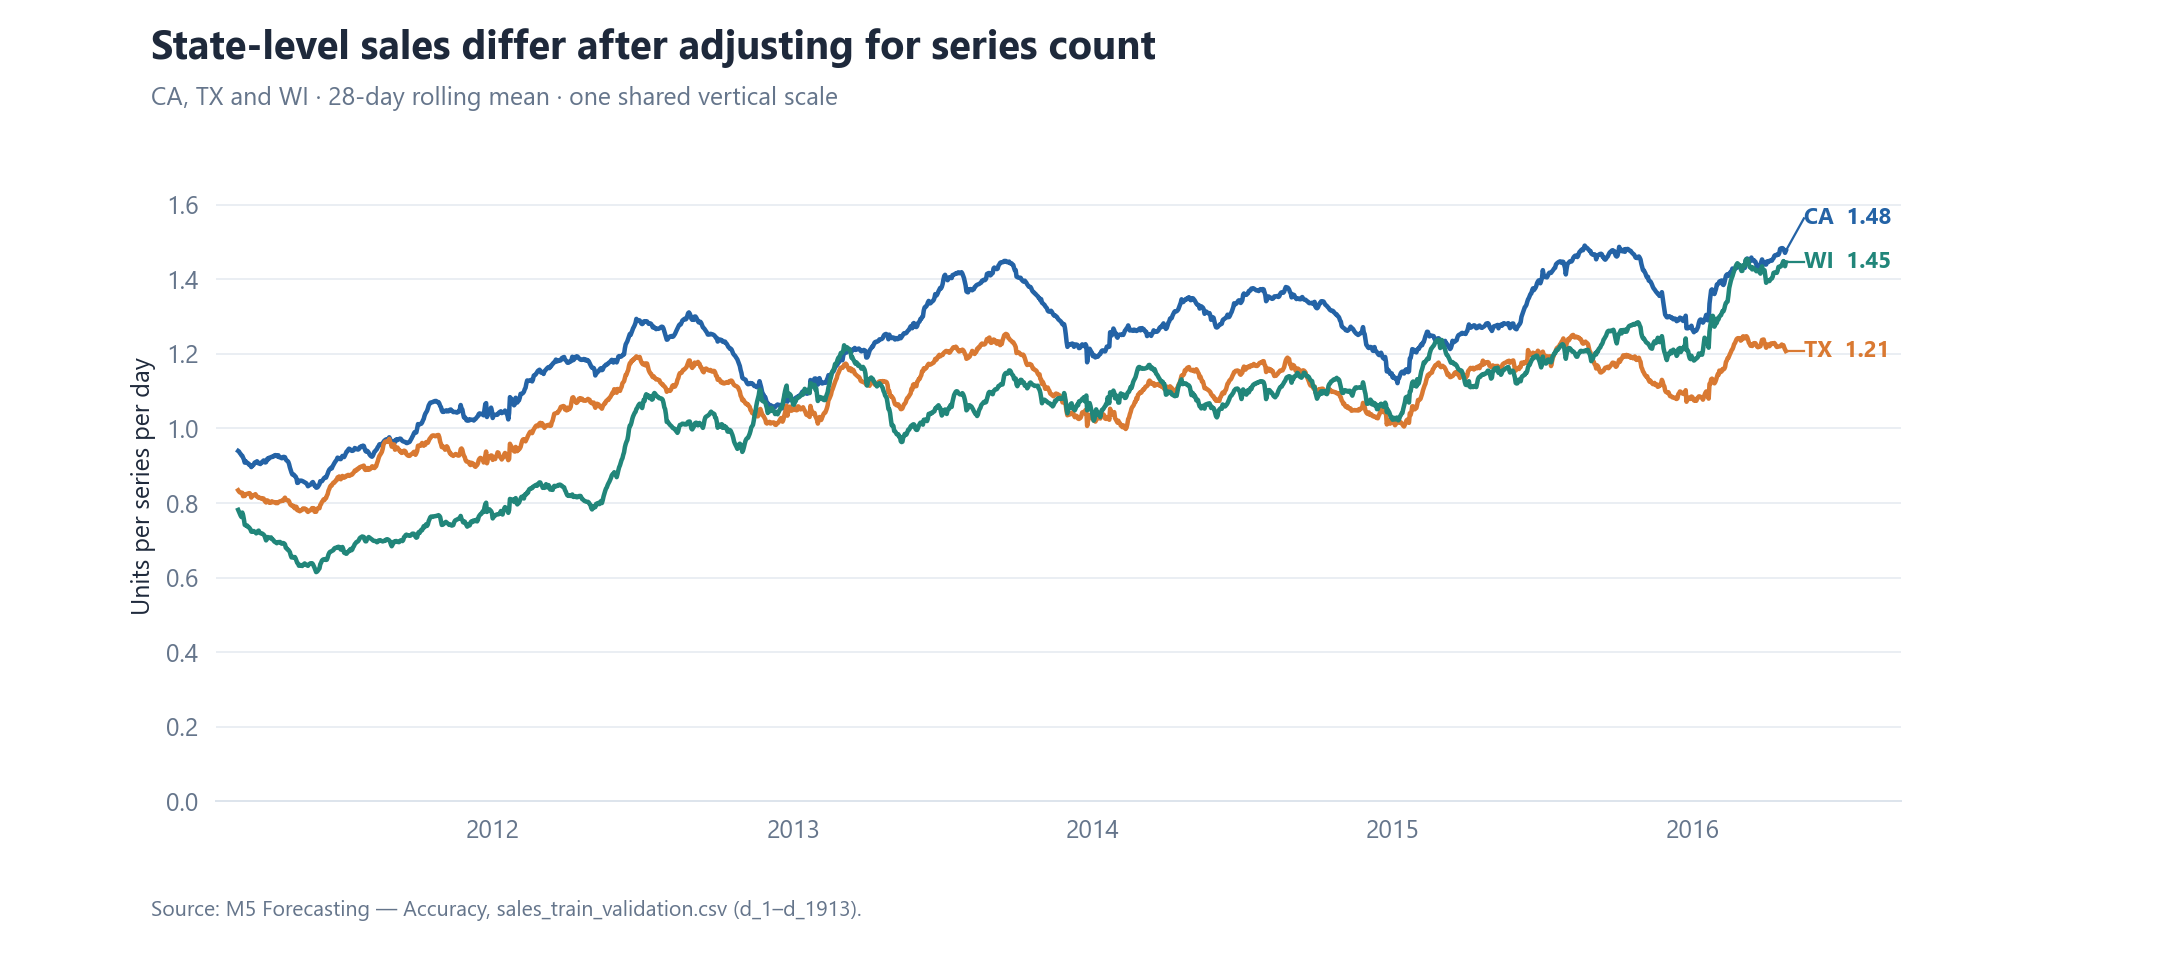 State-level sales differ after adjusting for series count
CA, TX and WI · 28-day rolling mean · one shared vertical scale
Units per series per day
1.6
1.4
1.2
1.0
0.8
0.6
0.4
0.2
0.0
CA 1.48
WI 1.45
TX 1.21
2012
2013
2014
2015
2016
Source: M5 Forecasting — Accuracy, sales_train_validation.csv (d_1–d_1913).